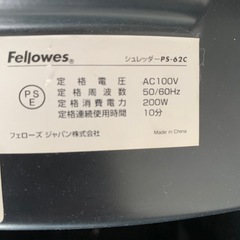 Fellowes® シュレッダーPS-62C
PSE
定格電圧 AC100V
定格周波数 50/60Hz
定格消費電力 200W
定格連続使用時間 10分
フェローズ ジャパン株式会社 Made in China